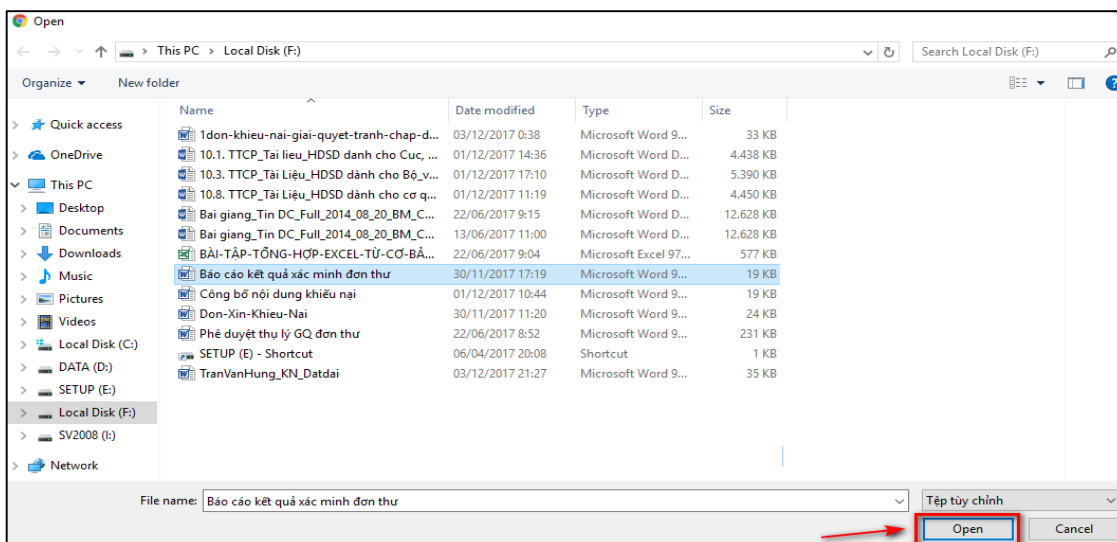 Open
This PC > Local Disk (F:)
Search Local Disk (F:)
Organize New folder
Name Date modified Type Size
Quick access
OneDrive
This PC
Desktop
Documents
Downloads
Music
Pictures
Videos
Local Disk (C:)
DATA (D:)
SETUP (E:)
Local Disk (F:)
SV2008 (I:)
Network
1don-khieu-nai-giai-quyet-tranh-chap-d... 03/12/2017 0:38 Microsoft Word 9... 33 KB
10.1. TTCP_Tai lieu_HDSD danh cho Cuc, ... 01/12/2017 14:36 Microsoft Word D... 4.438 KB
10.3. TTCP_Tài Liệu_HDSD dành cho Bộ_v... 01/12/2017 17:10 Microsoft Word D... 5.390 KB
10.8. TTCP_Tài Liệu_HDSD dành cho cơ q... 01/12/2017 11:19 Microsoft Word D... 4.450 KB
Bai giang_Tin DC_Full_2014_08_20_BM_C... 22/06/2017 9:15 Microsoft Word D... 12.628 KB
Bai giang_Tin DC_Full_2014_08_20_BM_C... 13/06/2017 11:00 Microsoft Word D... 12.628 KB
BÀI-TẬP-TỔNG-HỢP-EXCEL-TỪ-CƠ-BẢ... 22/06/2017 9:04 Microsoft Excel 97... 577 KB
Báo cáo kết quả xác minh đơn thư 30/11/2017 17:19 Microsoft Word 9... 19 KB
Công bố nội dung khiếu nại 01/12/2017 10:44 Microsoft Word 9... 19 KB
Don-Xin-Khieu-Nai 30/11/2017 11:20 Microsoft Word 9... 24 KB
Phê duyệt thụ lý GQ đơn thư 22/06/2017 8:52 Microsoft Word 9... 231 KB
SETUP (E) - Shortcut 06/04/2017 20:08 Shortcut 1 KB
TranVanHung_KN_Datdai 03/12/2017 21:27 Microsoft Word 9... 35 KB
File name: Báo cáo kết quả xác minh đơn thư Tệp tùy chỉnh
Open Cancel